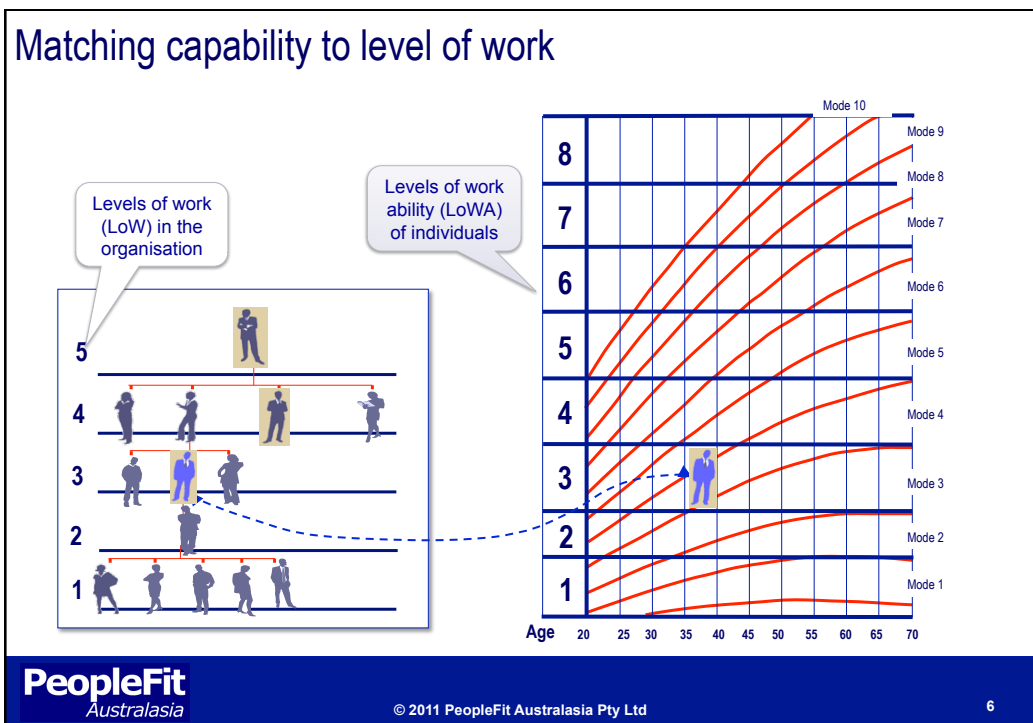 Matching capability to level of work
Levels of work
(LoW) in the
organisation
5
4
3
2
1
Levels of work
ability (LoWA)
of individuals
8
7
6
5
4
3
2
1
Mode 10
Mode 9
Mode 8
Mode 7
Mode 6
Mode 5
Mode 4
Mode 3
Mode 2
Mode 1
Age 20 25 30 35 40 45 50 55 60 65 70
PeopleFit
Australasia
© 2011 PeopleFit Australasia Pty Ltd
6